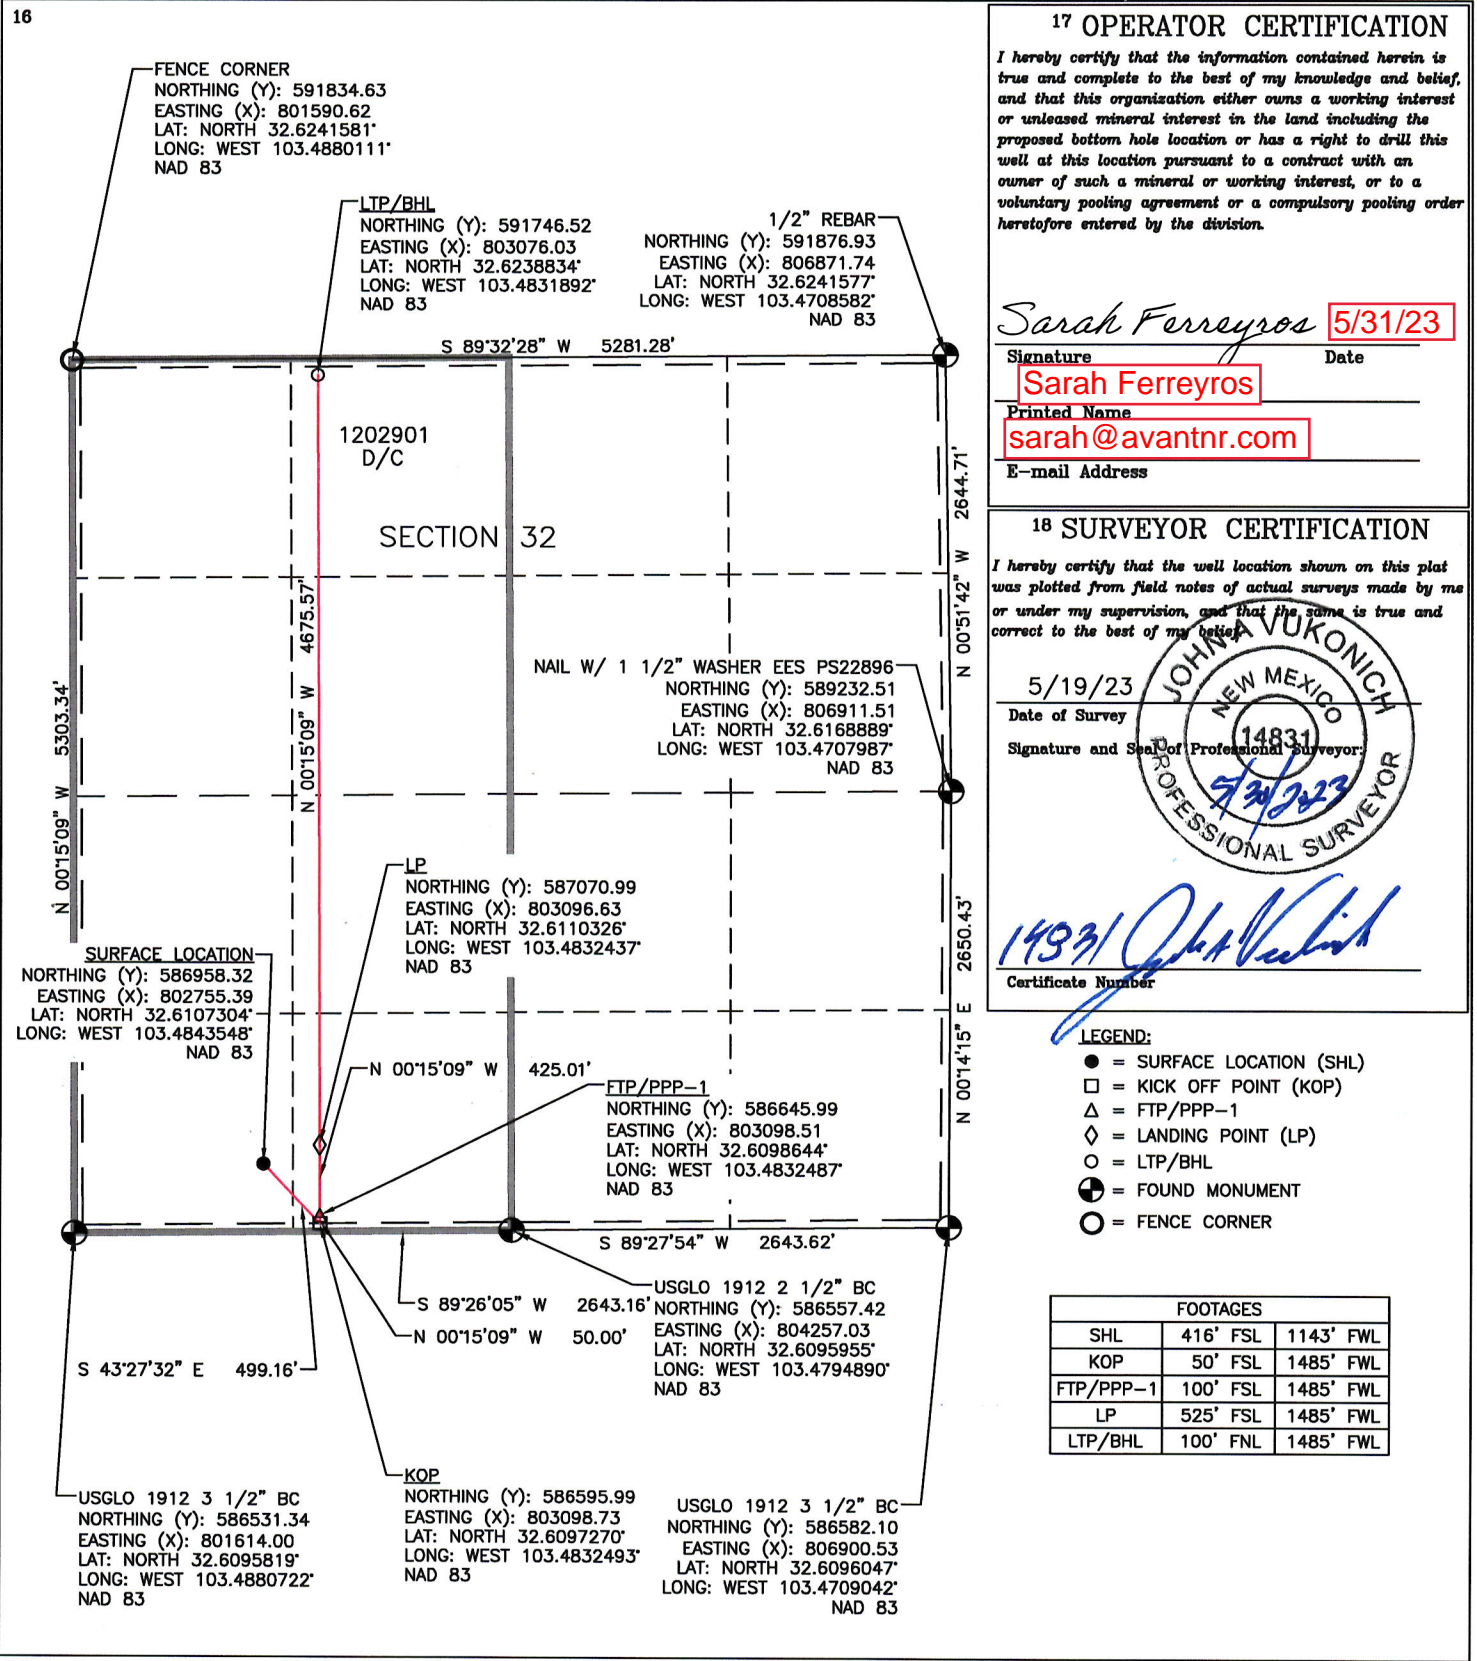 16
FENCE CORNER
NORTHING (Y): 591834.63
EASTING (X): 801590.62
LAT: NORTH 32.6241581°
LONG: WEST 103.4880111°
NAD 83
LTP/BHL
NORTHING (Y): 591746.52
EASTING (X): 803076.03
LAT: NORTH 32.6238834°
LONG: WEST 103.4831892°
NAD 83
1/2" REBAR
NORTHING (Y): 591876.93
EASTING (X): 806871.74
LAT: NORTH 32.6241577°
LONG: WEST 103.4708582°
NAD 83
S 89°32'28" W 5281.28'
1202901
D/C
SECTION 32
N 00°15'09" W 4675.57'
N 00°51'42" W 2644.71'
N 00°15'09" W 5303.34'
NAIL W/ 1 1/2" WASHER EES PS22896
NORTHING (Y): 589232.51
EASTING (X): 806911.51
LAT: NORTH 32.6168889°
LONG: WEST 103.4707987°
NAD 83
LP
NORTHING (Y): 587070.99
EASTING (X): 803096.63
LAT: NORTH 32.6110326°
LONG: WEST 103.4832437°
NAD 83
SURFACE LOCATION
NORTHING (Y): 586958.32
EASTING (X): 802755.39
LAT: NORTH 32.6107304°
LONG: WEST 103.4843548°
NAD 83
N 00°14'15" E 2650.43'
N 00°15'09" W 425.01'
FTP/PPP-1
NORTHING (Y): 586645.99
EASTING (X): 803098.51
LAT: NORTH 32.6098644°
LONG: WEST 103.4832487°
NAD 83
S 89°27'54" W 2643.62'
S 89°26'05" W 2643.16'
N 00°15'09" W 50.00'
S 43°27'32" E 499.16'
USGLO 1912 2 1/2" BC
NORTHING (Y): 586557.42
EASTING (X): 804257.03
LAT: NORTH 32.6095955°
LONG: WEST 103.4794890°
NAD 83
USGLO 1912 3 1/2" BC
NORTHING (Y): 586531.34
EASTING (X): 801614.00
LAT: NORTH 32.6095819°
LONG: WEST 103.4880722°
NAD 83
KOP
NORTHING (Y): 586595.99
EASTING (X): 803098.73
LAT: NORTH 32.6097270°
LONG: WEST 103.4832493°
NAD 83
USGLO 1912 3 1/2" BC
NORTHING (Y): 586582.10
EASTING (X): 806900.53
LAT: NORTH 32.6096047°
LONG: WEST 103.4709042°
NAD 83
17 OPERATOR CERTIFICATION
I hereby certify that the information contained herein is
true and complete to the best of my knowledge and belief,
and that this organization either owns a working interest
or unleased mineral interest in the land including the
proposed bottom hole location or has a right to drill this
well at this location pursuant to a contract with an
owner of such a mineral or working interest, or to a
voluntary pooling agreement or a compulsory pooling order
heretofore entered by the division.
Sarah Ferreyros 5/31/23
Signature Date
Sarah Ferreyros
Printed Name
sarah@avantnr.com
E-mail Address
18 SURVEYOR CERTIFICATION
I hereby certify that the well location shown on this plat
was plotted from field notes of actual surveys made by me
or under my supervision, and that the same is true and
correct to the best of my belief.
5/19/23
Date of Survey
Signature and Seal of Professional Surveyor:
JOHN A VUKONICH
NEW MEXICO
14831
5/30/2023
PROFESSIONAL SURVEYOR
14831
Certificate Number
LEGEND:
= SURFACE LOCATION (SHL)
= KICK OFF POINT (KOP)
= FTP/PPP-1
= LANDING POINT (LP)
= LTP/BHL
= FOUND MONUMENT
= FENCE CORNER
FOOTAGES
SHL 416' FSL 1143' FWL
KOP 50' FSL 1485' FWL
FTP/PPP-1 100' FSL 1485' FWL
LP 525' FSL 1485' FWL
LTP/BHL 100' FNL 1485' FWL